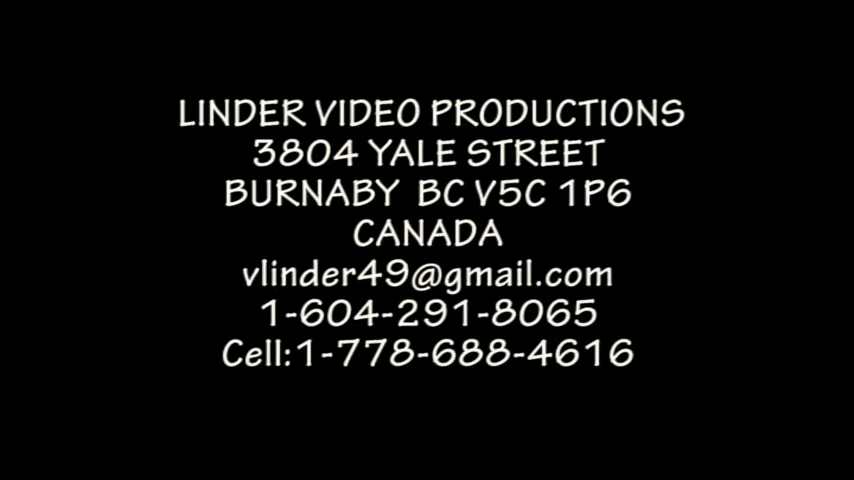 LINDER VIDEO PRODUCTIONS
3804 YALE STREET
BURNABY BC V5C 1P6
CANADA
vlinder49@gmail.com
1-604-291-8065
Cell:1-778-688-4616